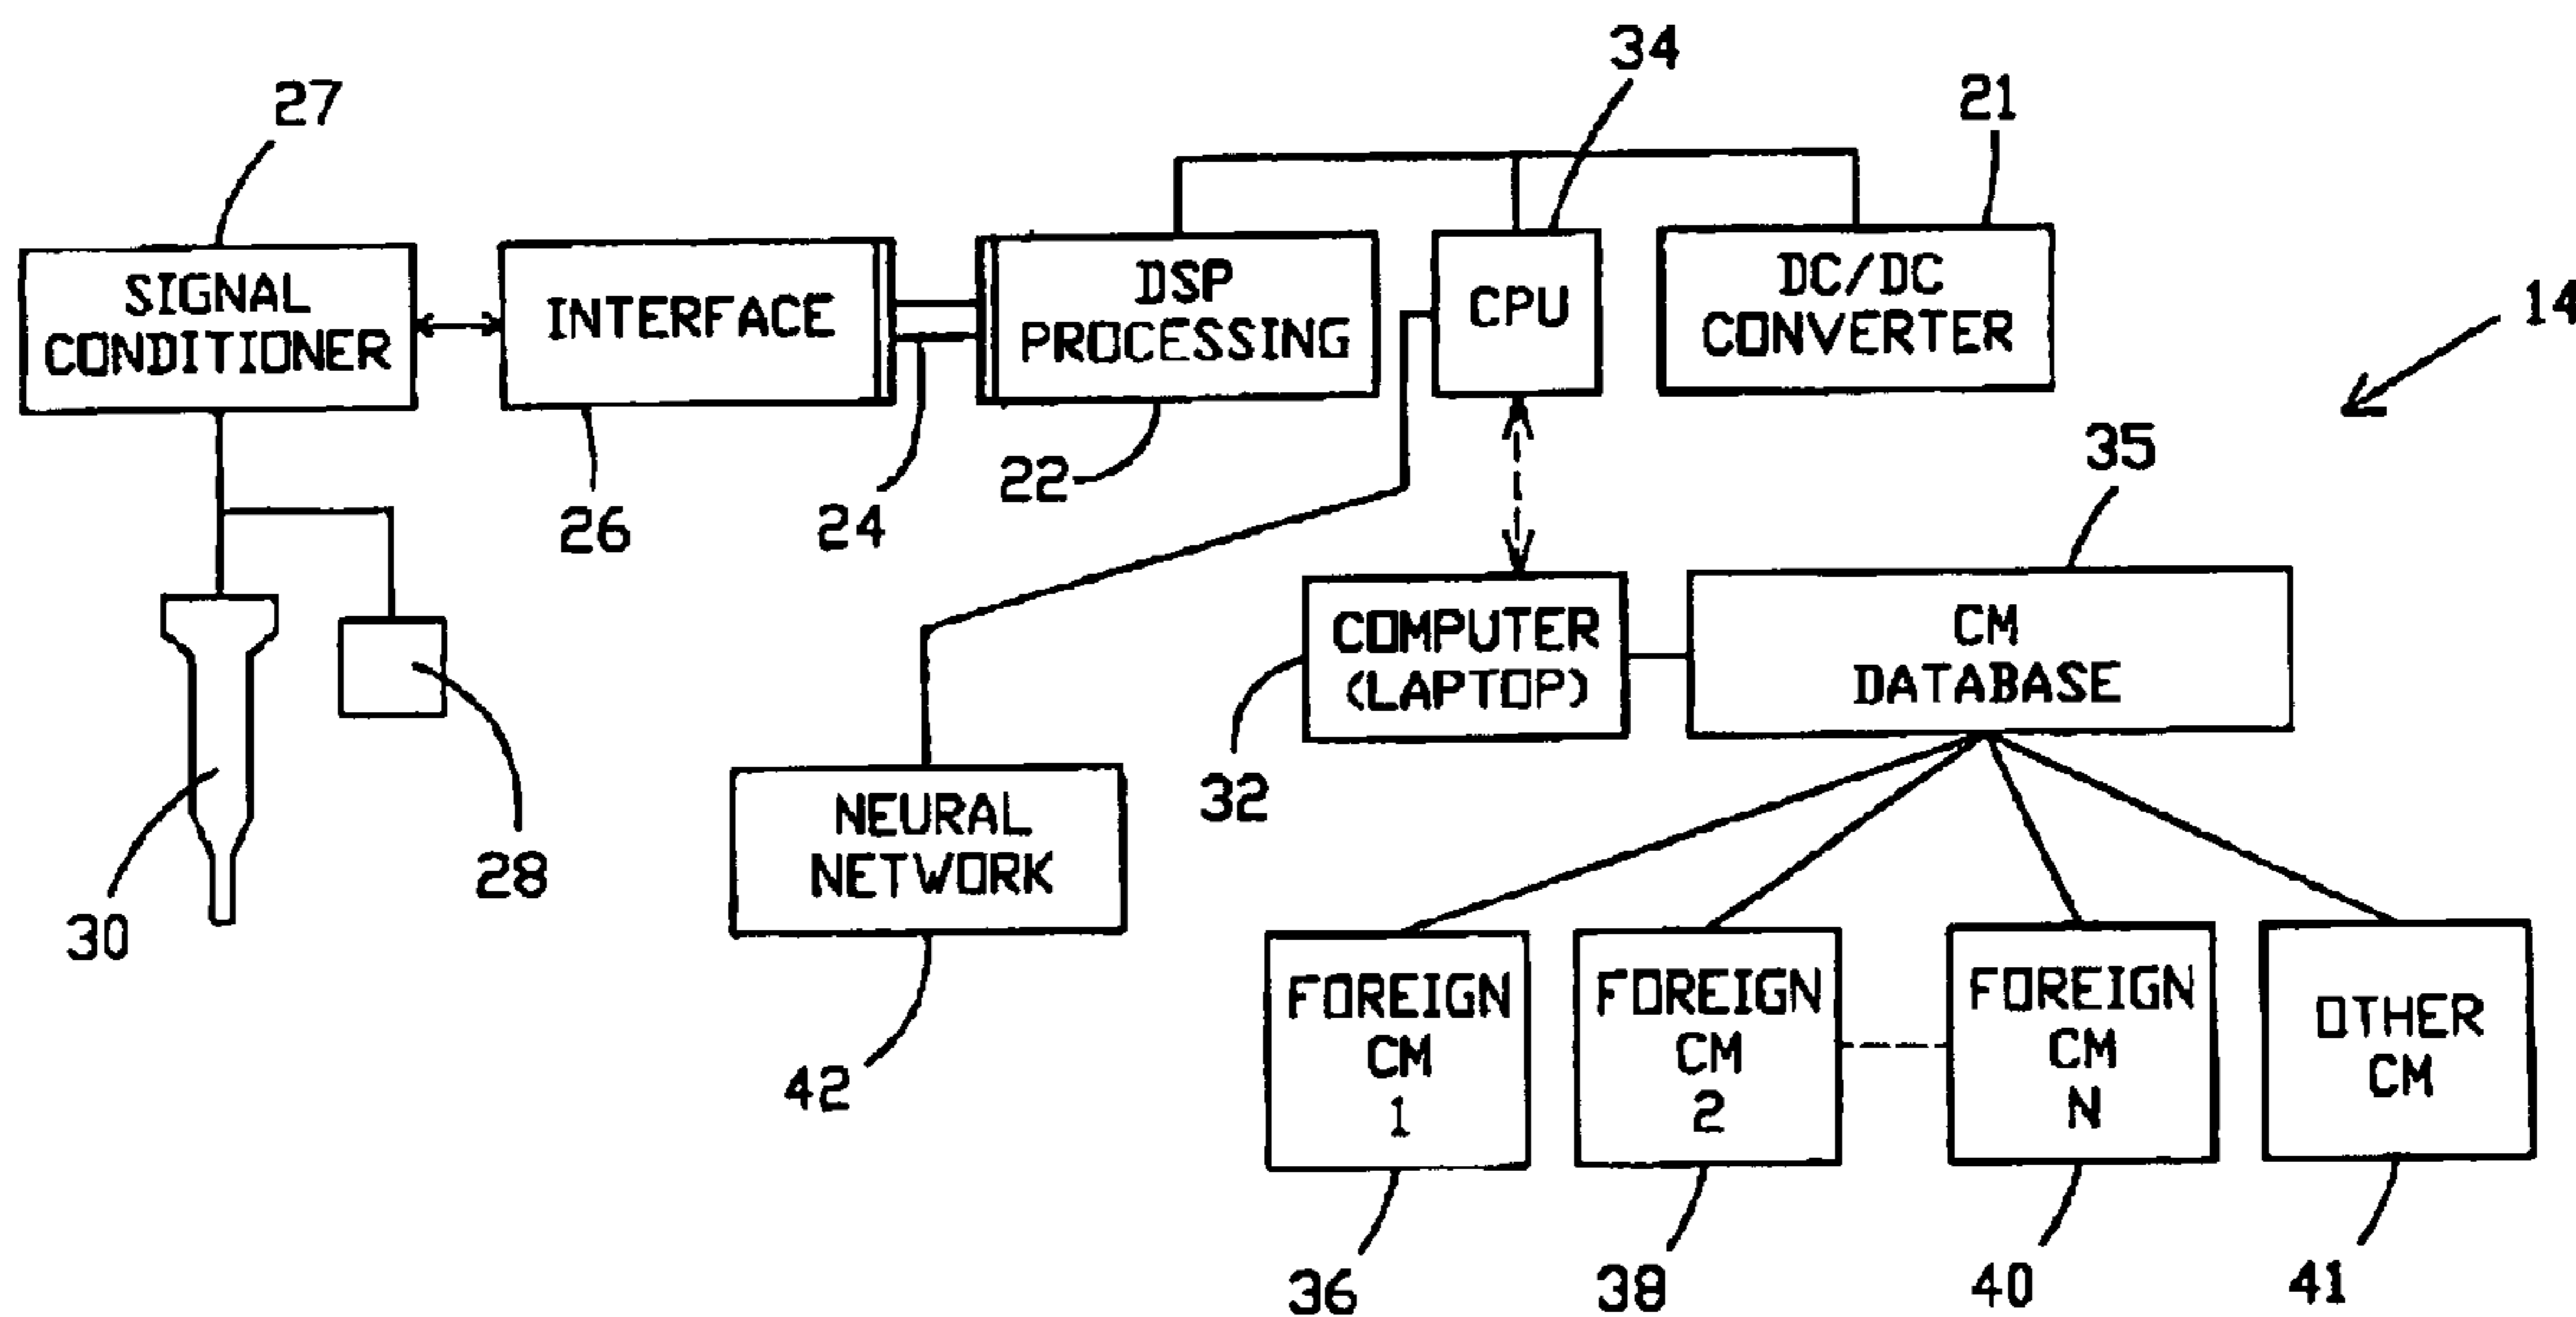 34
27
21
SIGNAL
CONDITIONER
INTERFACE
DSP
PROCESSING
CPU
DC/DC
CONVERTER
14
35
22
26
24
COMPUTER
(LAPTOP)
CM
DATABASE
32
NEURAL
NETWORK
28
30
42
FOREIGN
CM
1
FOREIGN
CM
2
FOREIGN
CM
N
OTHER
CM
36
38
40
41